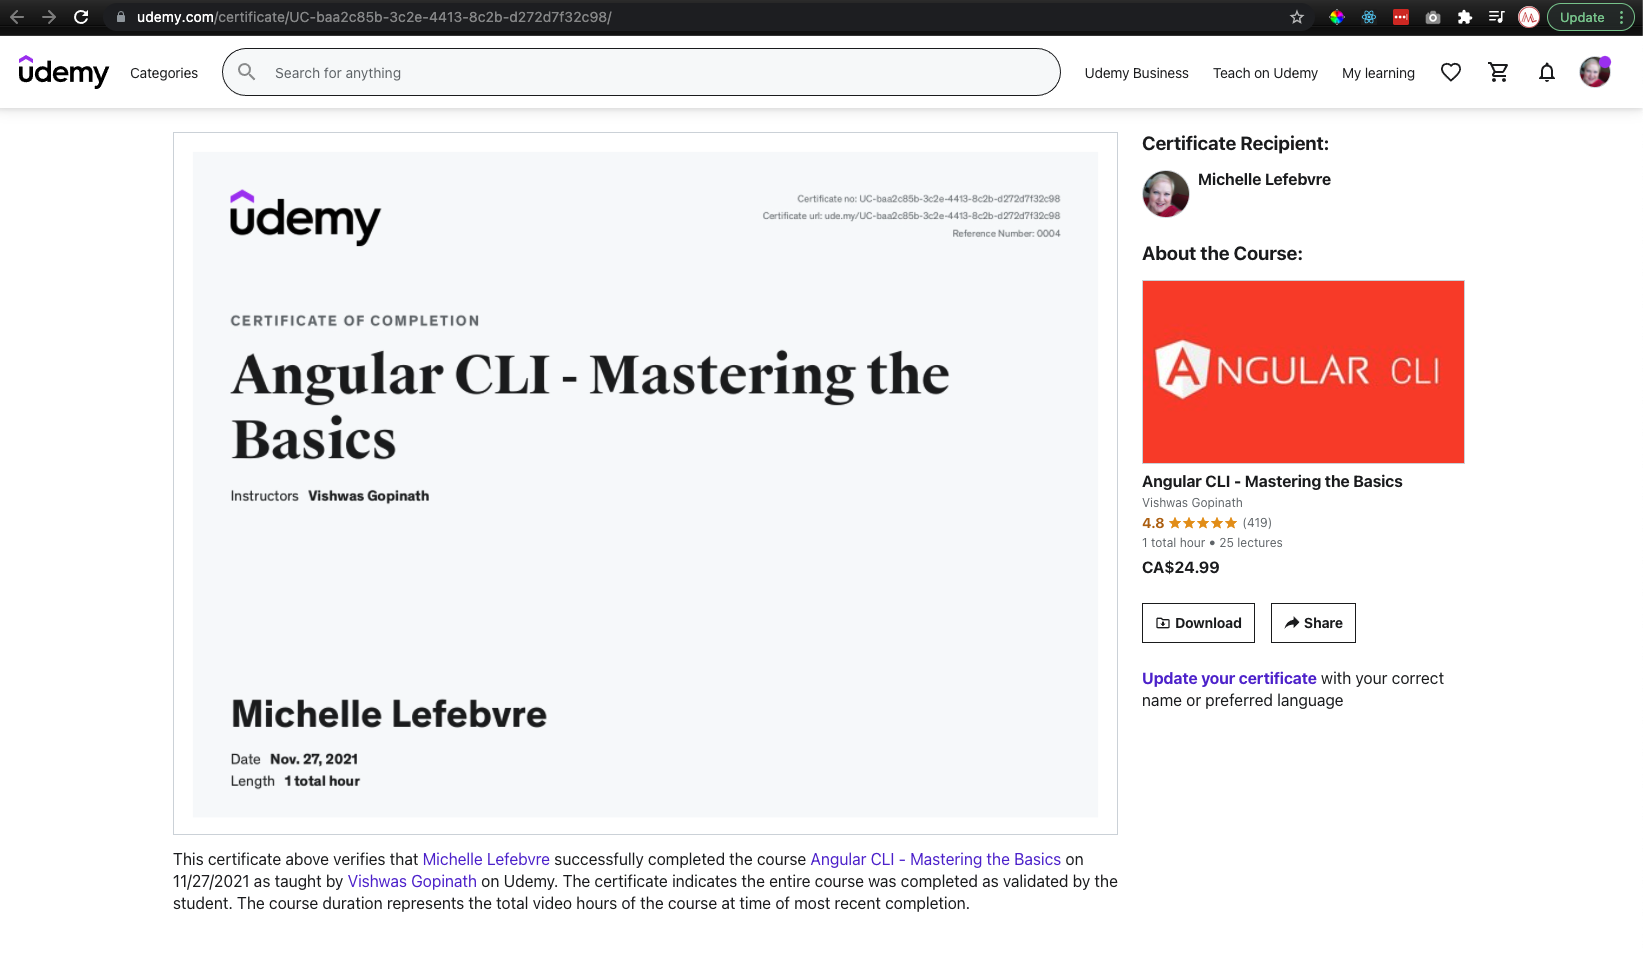 udemy.com/certificate/UC-baa2c85b-3c2e-4413-8c2b-d272d7f32c98/
Update
udemy
Categories
Search for anything
Udemy Business
Teach on Udemy
My learning
udemy
Certificate no: UC-baa2c85b-3c2e-4413-8c2b-d272d7f32c98
Certificate url: ude.my/UC-baa2c85b-3c2e-4413-8c2b-d272d7f32c98
Reference Number: 0004
CERTIFICATE OF COMPLETION
Angular CLI - Mastering the
Basics
Instructors Vishwas Gopinath
Michelle Lefebvre
Date Nov. 27, 2021
Length 1 total hour
This certificate above verifies that Michelle Lefebvre successfully completed the course Angular CLI - Mastering the Basics on
11/27/2021 as taught by Vishwas Gopinath on Udemy. The certificate indicates the entire course was completed as validated by the
student. The course duration represents the total video hours of the course at time of most recent completion.
Certificate Recipient:
Michelle Lefebvre
About the Course:
ANGULAR CLI
Angular CLI - Mastering the Basics
Vishwas Gopinath
4.8 (419)
1 total hour • 25 lectures
CA$24.99
Download
Share
Update your certificate with your correct
name or preferred language